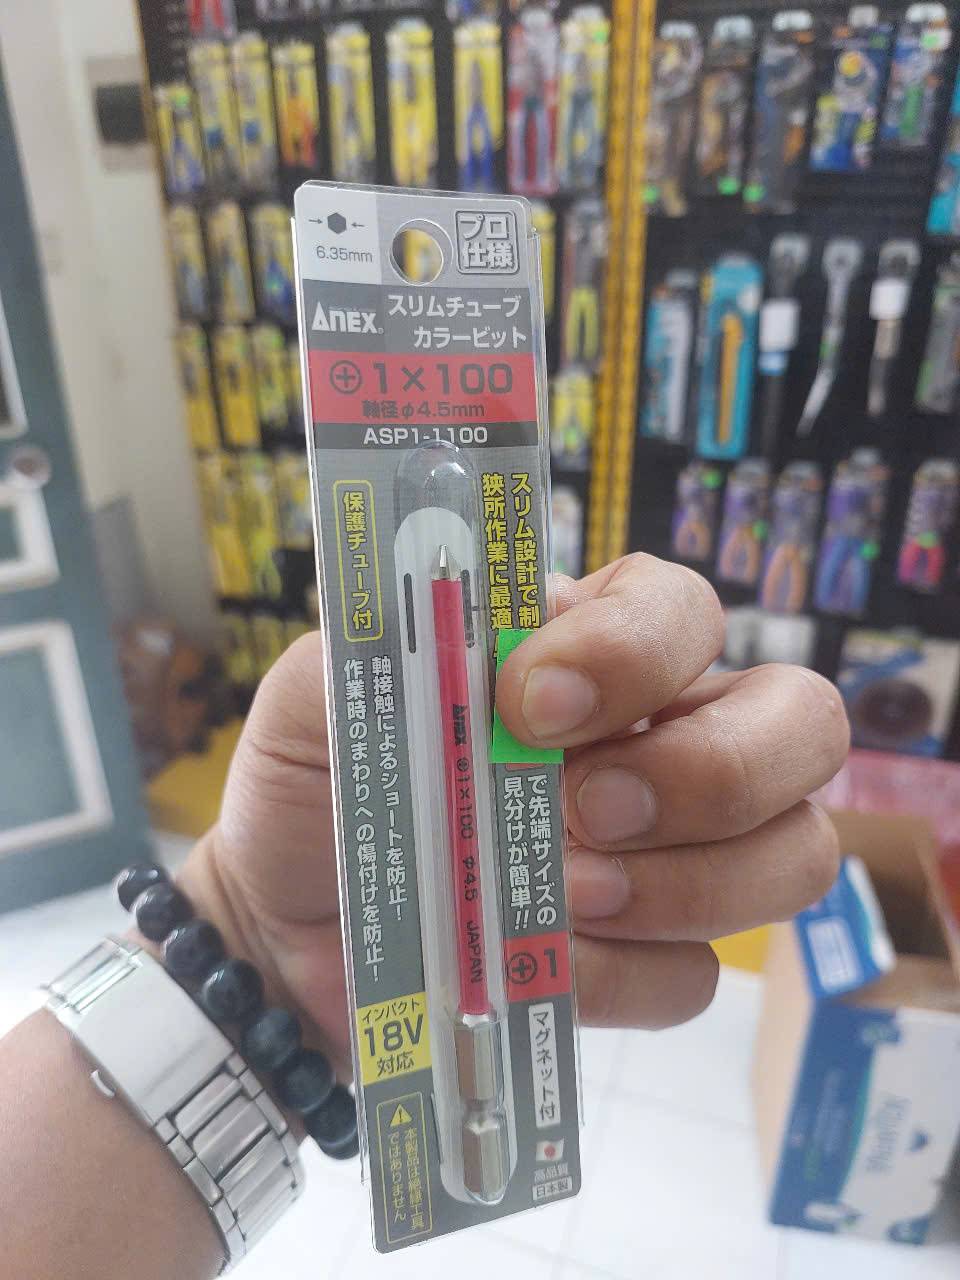 6.35mm
プロ
仕様
ANEX®
スリムチューブ
カラービット
⊕1×100
軸径φ4.5mm
ASP1-1100
保護チューブ付
スリム設計で制
狭所作業に最適!
軸接触によるショートを防止!
作業時のまわりへの傷付けを防止!
ANEX ⊕1×100 φ4.5 JAPAN
で先端サイズの
見分けが簡単!!
⊕1
マグネット付
インパクト
18V
対応
本製品は絶縁工具
ではありません
高品質
日本製